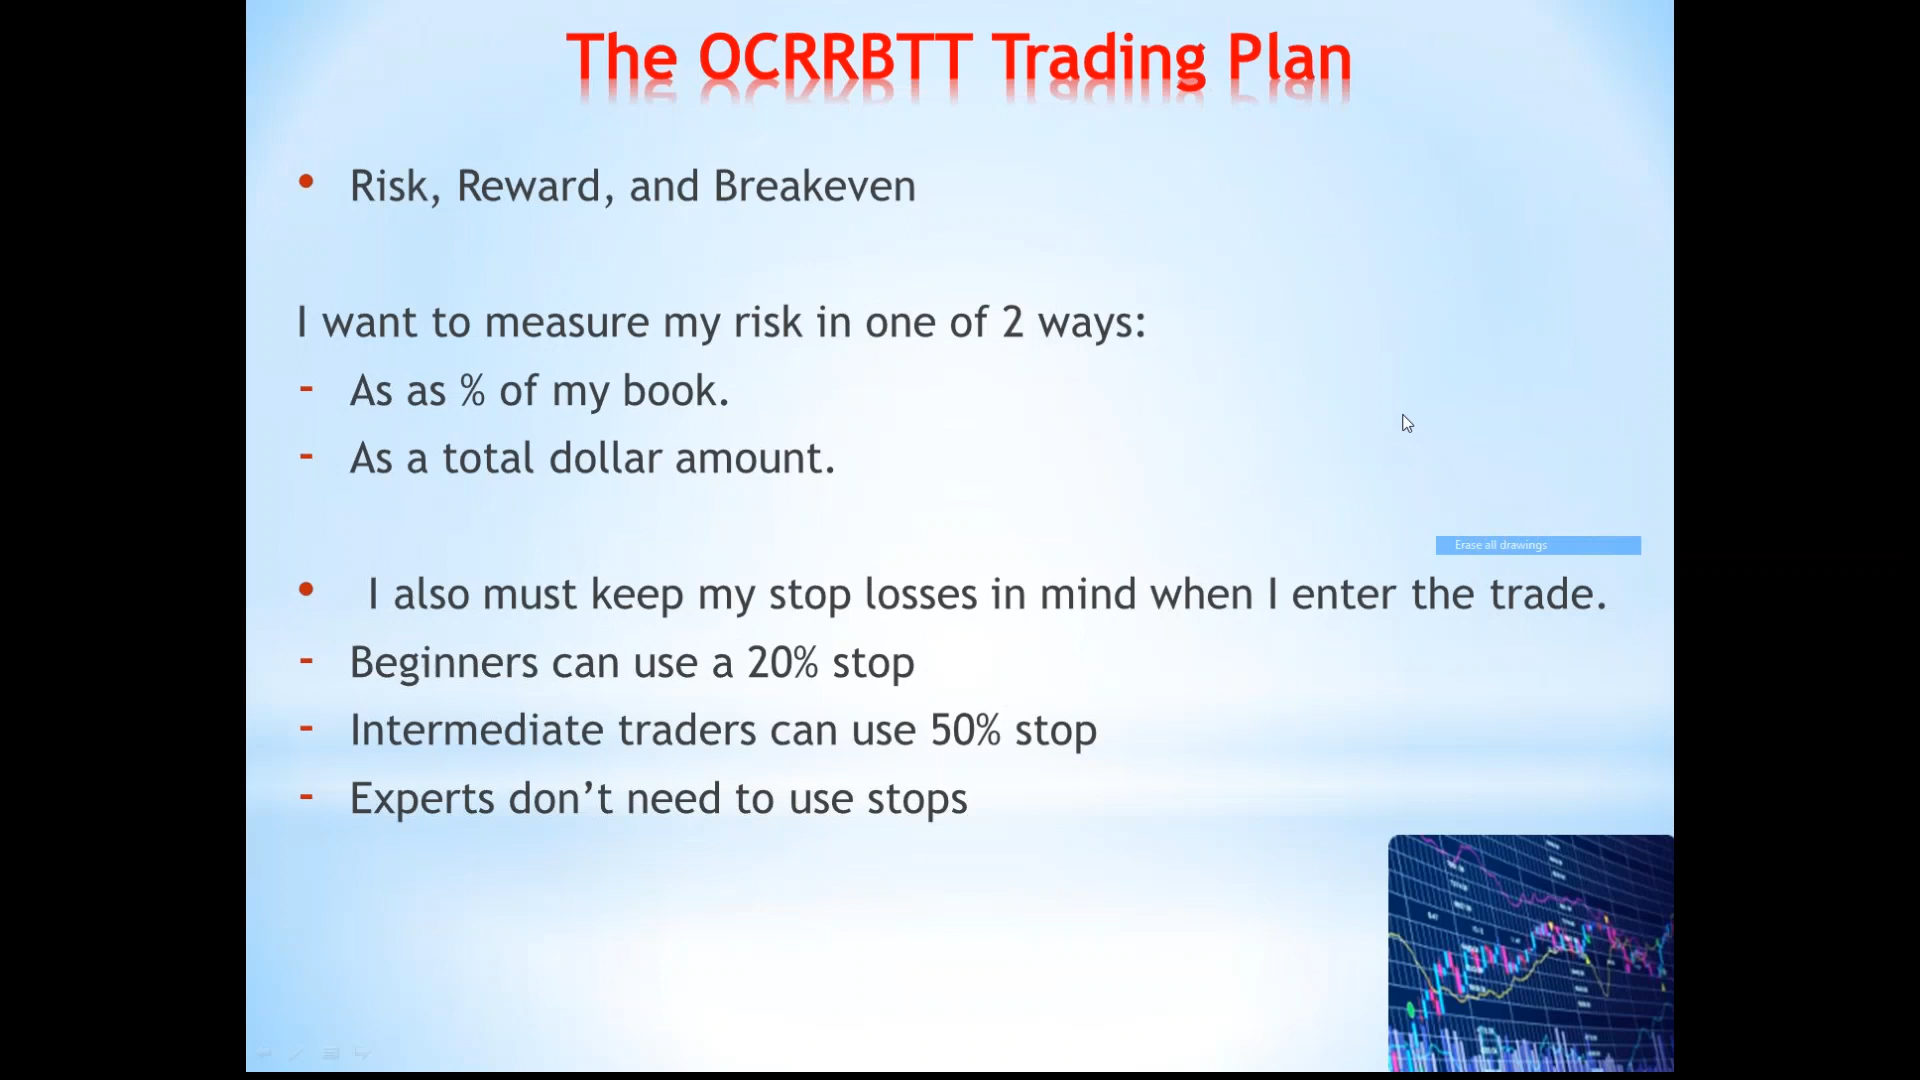 The OCRRBTT Trading Plan
• Risk, Reward, and Breakeven
I want to measure my risk in one of 2 ways:
- As as % of my book.
- As a total dollar amount.
Erase all drawings
• I also must keep my stop losses in mind when I enter the trade.
- Beginners can use a 20% stop
- Intermediate traders can use 50% stop
- Experts don’t need to use stops